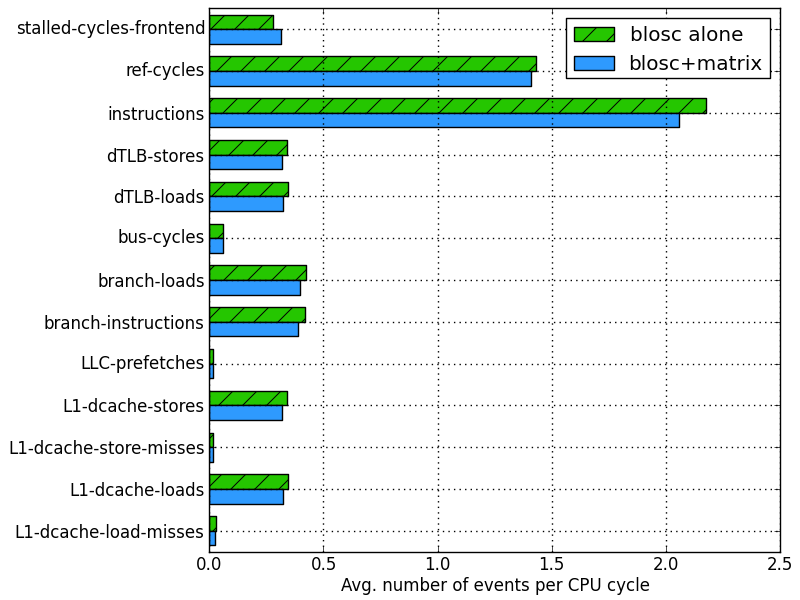 stalled-cycles-frontend
ref-cycles
instructions
dTLB-stores
dTLB-loads
bus-cycles
branch-loads
branch-instructions
LLC-prefetches
L1-dcache-stores
L1-dcache-store-misses
L1-dcache-loads
L1-dcache-load-misses
blosc alone
blosc+matrix
0.0 0.5 1.0 1.5 2.0 2.5
Avg. number of events per CPU cycle